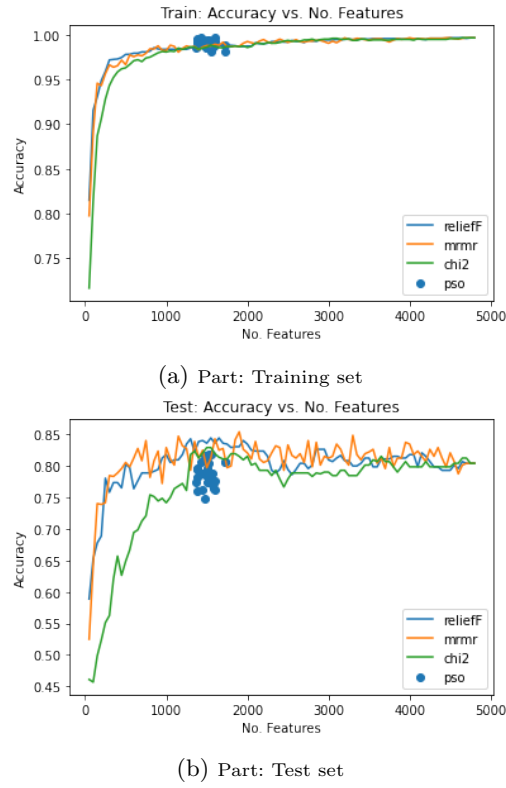 Train: Accuracy vs. No. Features
1.00
0.95
0.90
0.85
0.80
0.75
Accuracy
reliefF
mrmr
chi2
pso
0 1000 2000 3000 4000 5000
No. Features
(a) Part: Training set
Test: Accuracy vs. No. Features
0.85
0.80
0.75
0.70
0.65
0.60
0.55
0.50
0.45
Accuracy
reliefF
mrmr
chi2
pso
0 1000 2000 3000 4000 5000
No. Features
(b) Part: Test set